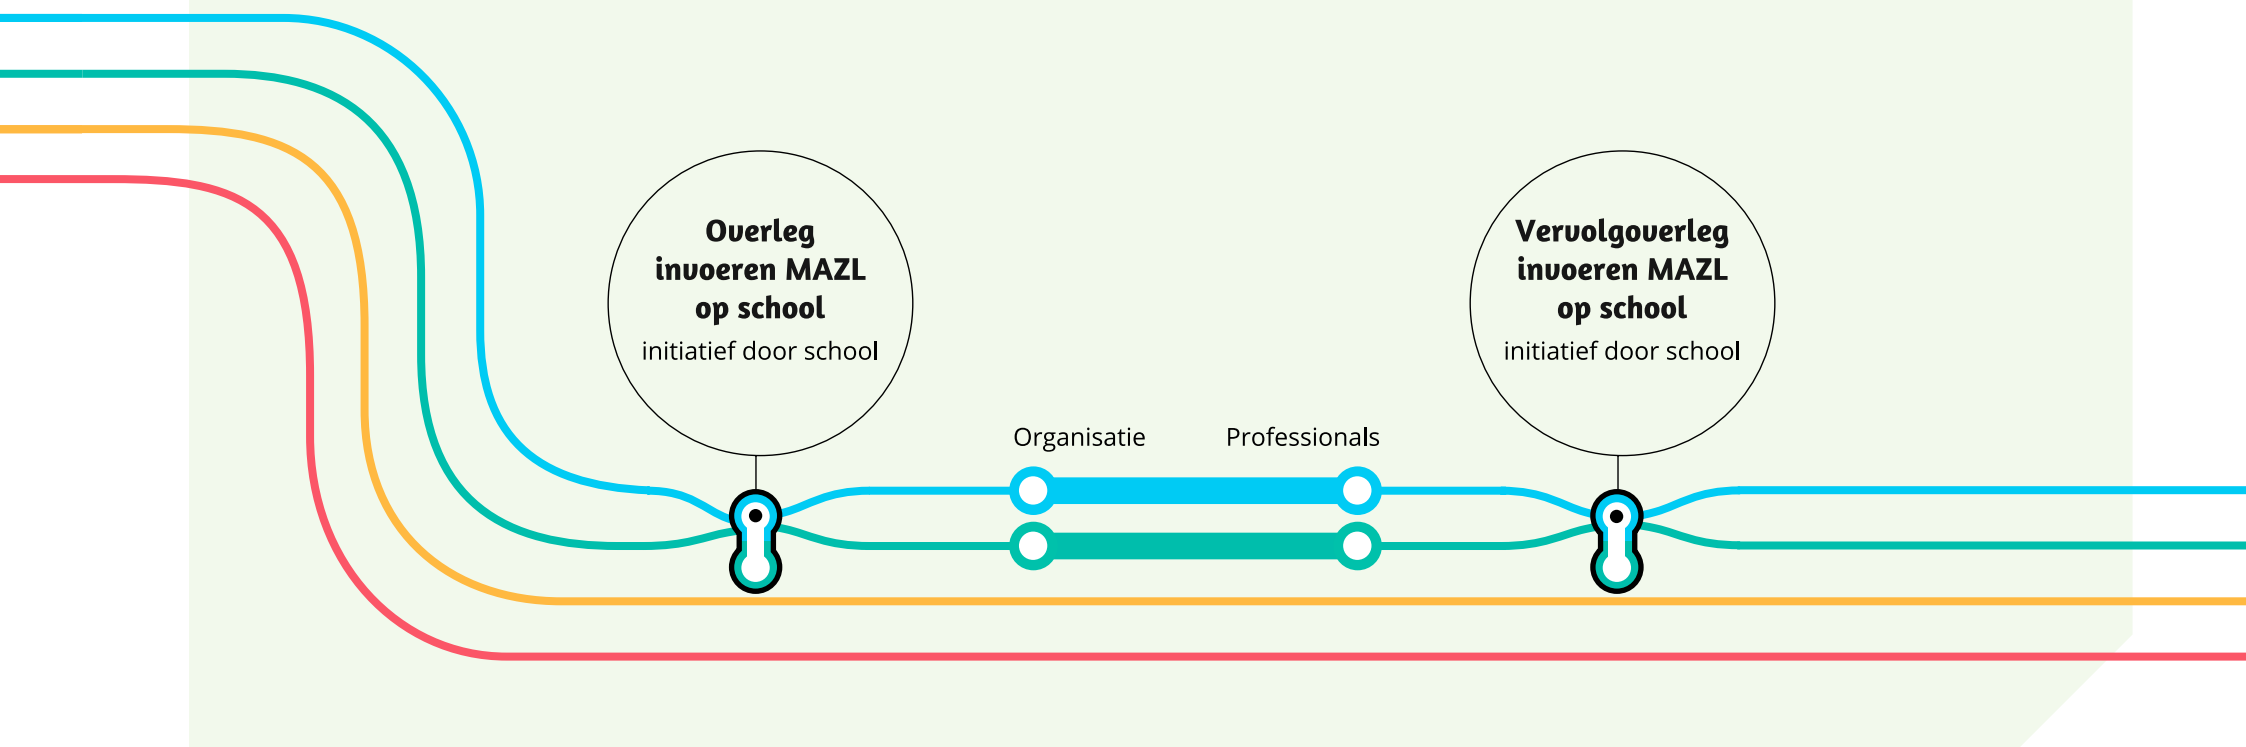 Overleg
invoeren MAZL
op school
initiatief door school
Organisatie
Professionals
Vervolgoverleg
invoeren MAZL
op school
initiatief door school